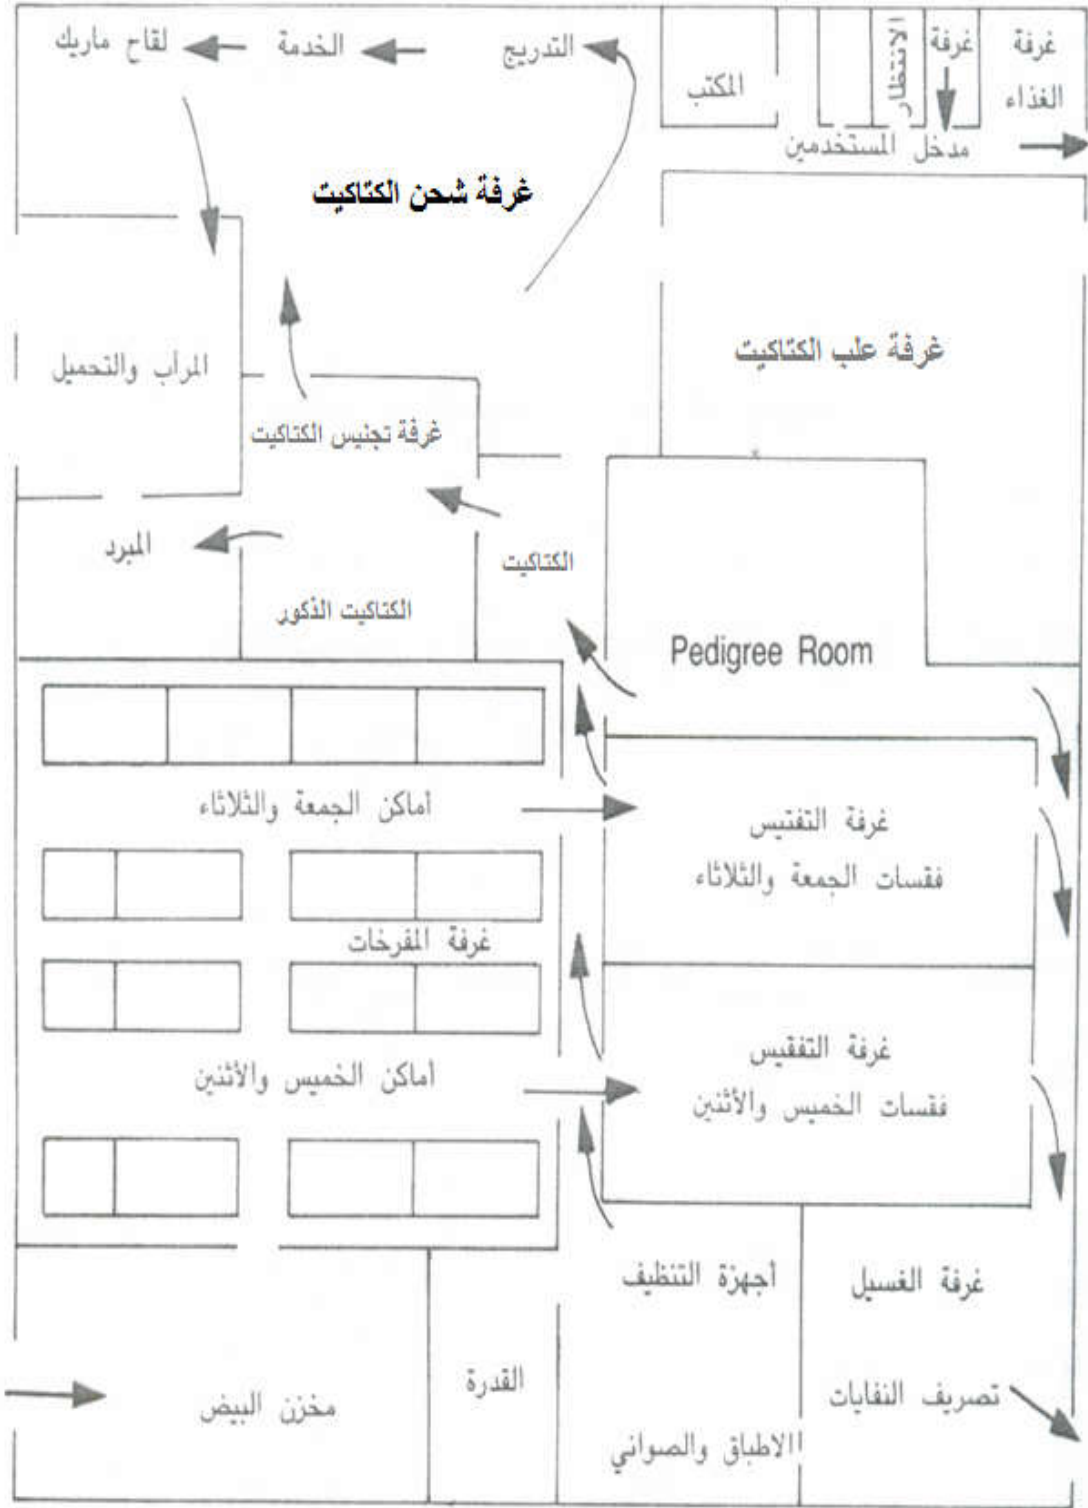 غرفة
الغذاء
غرفة
الانتظار
المكتب
التدريج
الخدمة
لقاح ماريك
مدخل المستخدمين
غرفة شحن الكتاكيت
غرفة علب الكتاكيت
المرآب والتحميل
غرفة تجنيس الكتاكيت
المبرد
الكتاكيت
الكتاكيت الذكور
Pedigree Room
أماكن الجمعة والثلاثاء
غرفة التفتيس
فقسات الجمعة والثلاثاء
غرفة المفرخات
غرفة التفقيس
فقسات الخميس والأثنين
أماكن الخميس والأثنين
غرفة الغسيل
أجهزة التنظيف
تصريف النفايات
القدرة
مخزن البيض
الاطباق والصواني